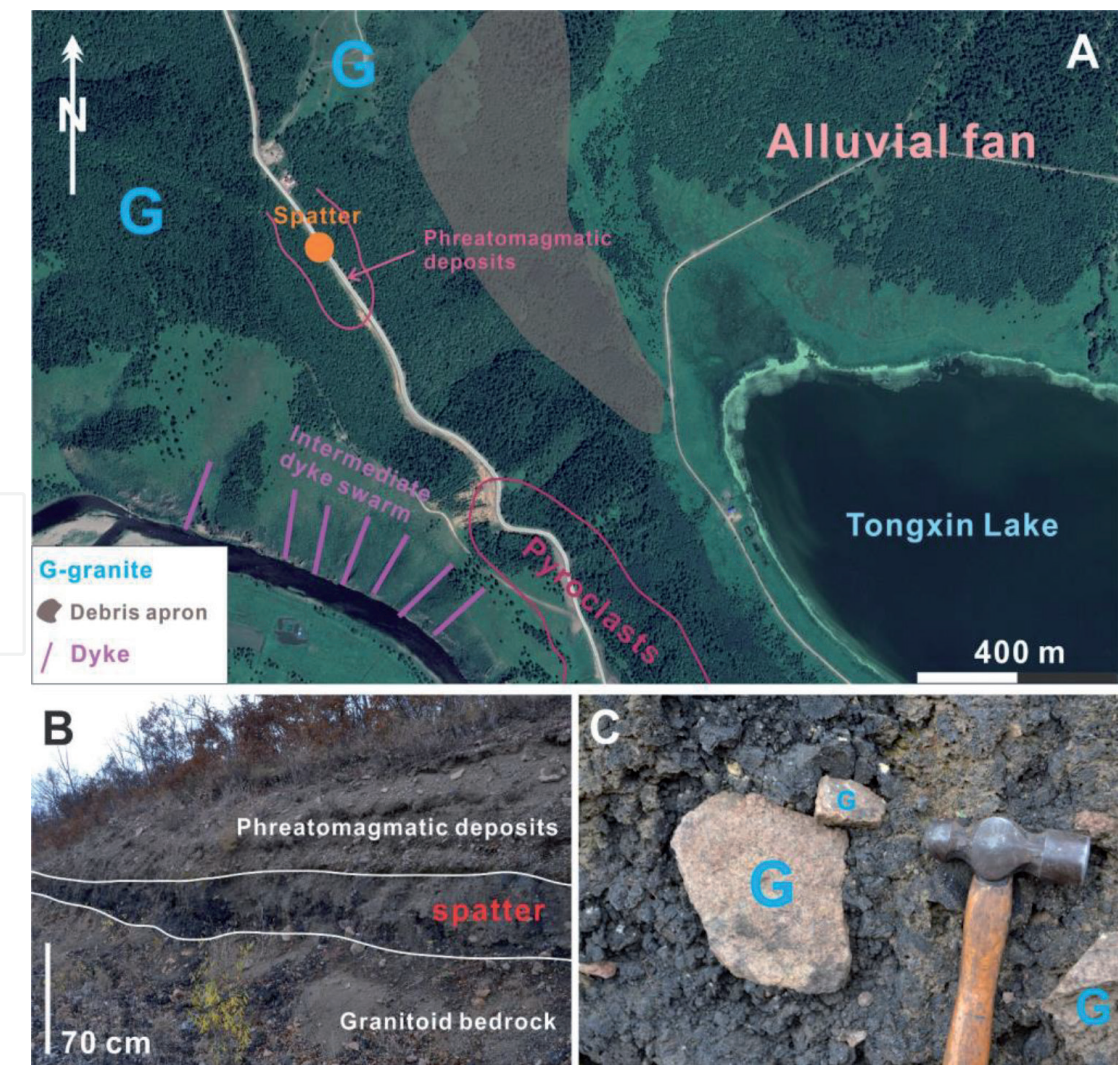 A
N
G
G
Alluvial fan
Spatter
Phreatomagmatic
deposits
Intermediate
dyke swarm
Tongxin Lake
Pyroclasts
G-granite
Debris apron
Dyke
400 m
B
Phreatomagmatic deposits
spatter
Granitoid bedrock
70 cm
C
G
G
G